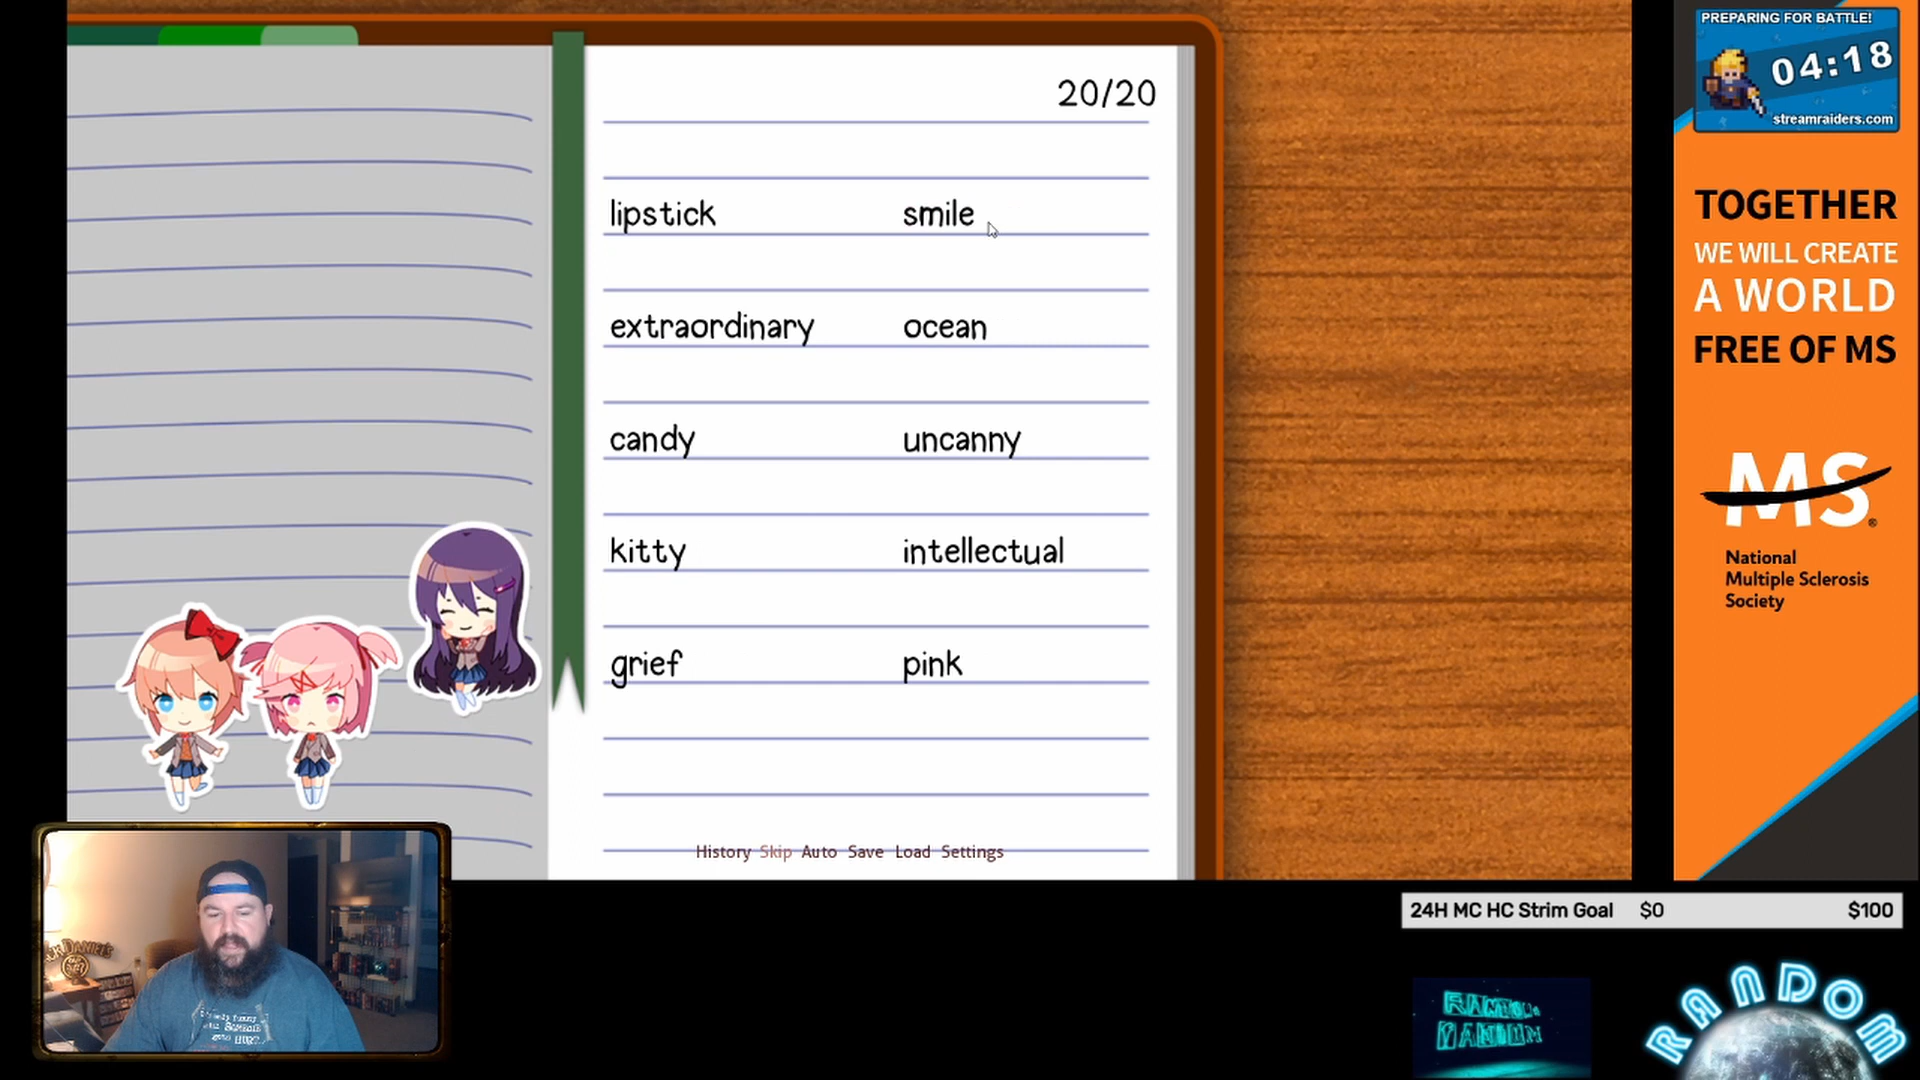 20/20
lipstick smile
extraordinary ocean
candy uncanny
kitty intellectual
grief pink
History Skip Auto Save Load Settings
PREPARING FOR BATTLE!
04:18
streamraiders.com
TOGETHER
WE WILL CREATE
A WORLD
FREE OF MS
MS®
National
Multiple Sclerosis
Society
24H MC HC Strim Goal $0 $100
RANDOM